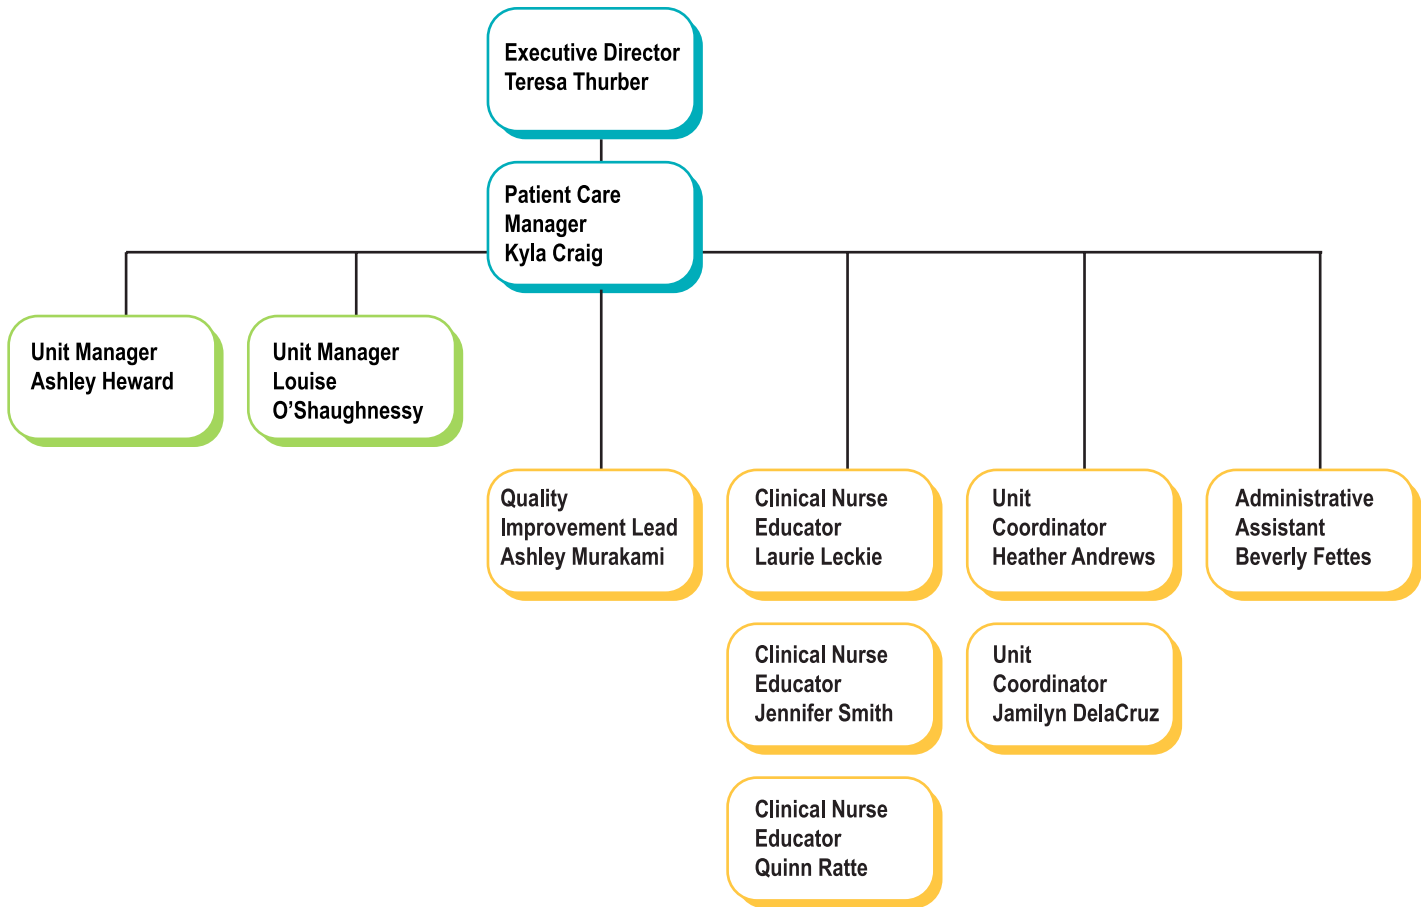 Executive Director
Teresa Thurber
Patient Care
Manager
Kyla Craig
Unit Manager
Ashley Heward
Unit Manager
Louise
O’Shaughnessy
Quality
Improvement Lead
Ashley Murakami
Clinical Nurse
Educator
Laurie Leckie
Unit
Coordinator
Heather Andrews
Administrative
Assistant
Beverly Fettes
Clinical Nurse
Educator
Jennifer Smith
Unit
Coordinator
Jamilyn DelaCruz
Clinical Nurse
Educator
Quinn Ratte